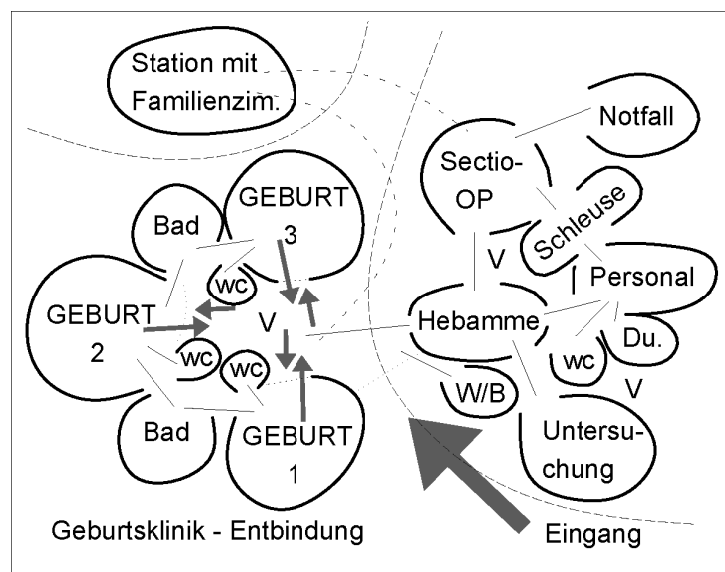 Station mit
Familienzim.
Notfall
Sectio-
OP
Schleuse
GEBURT
3
Bad
wc
V
V
Personal
GEBURT
2
Hebamme
Du.
wc
wc
wc
W/B
V
Bad
GEBURT
1
Untersu-
chung
Geburtsklinik - Entbindung
Eingang